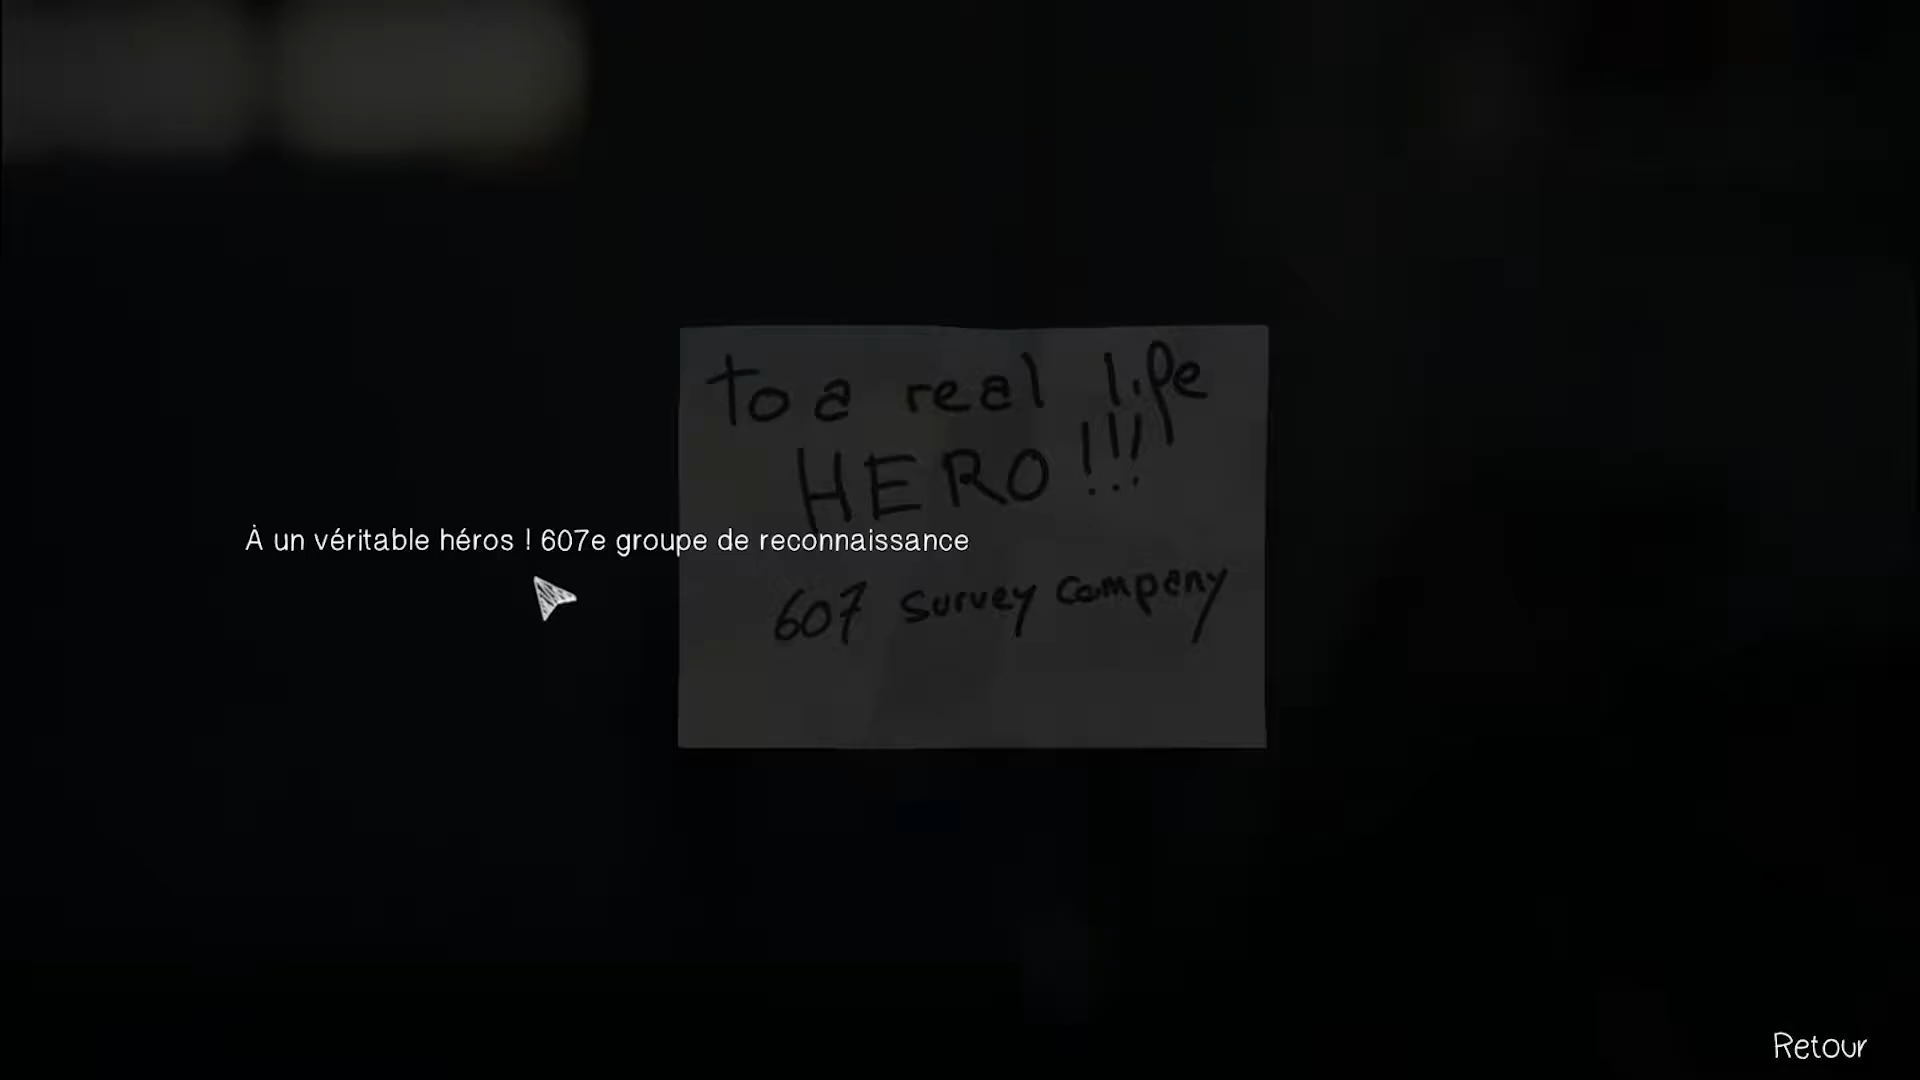 to a real life
HERO!!!
À un véritable héros ! 607e groupe de reconnaissance
607 survey company
Retour